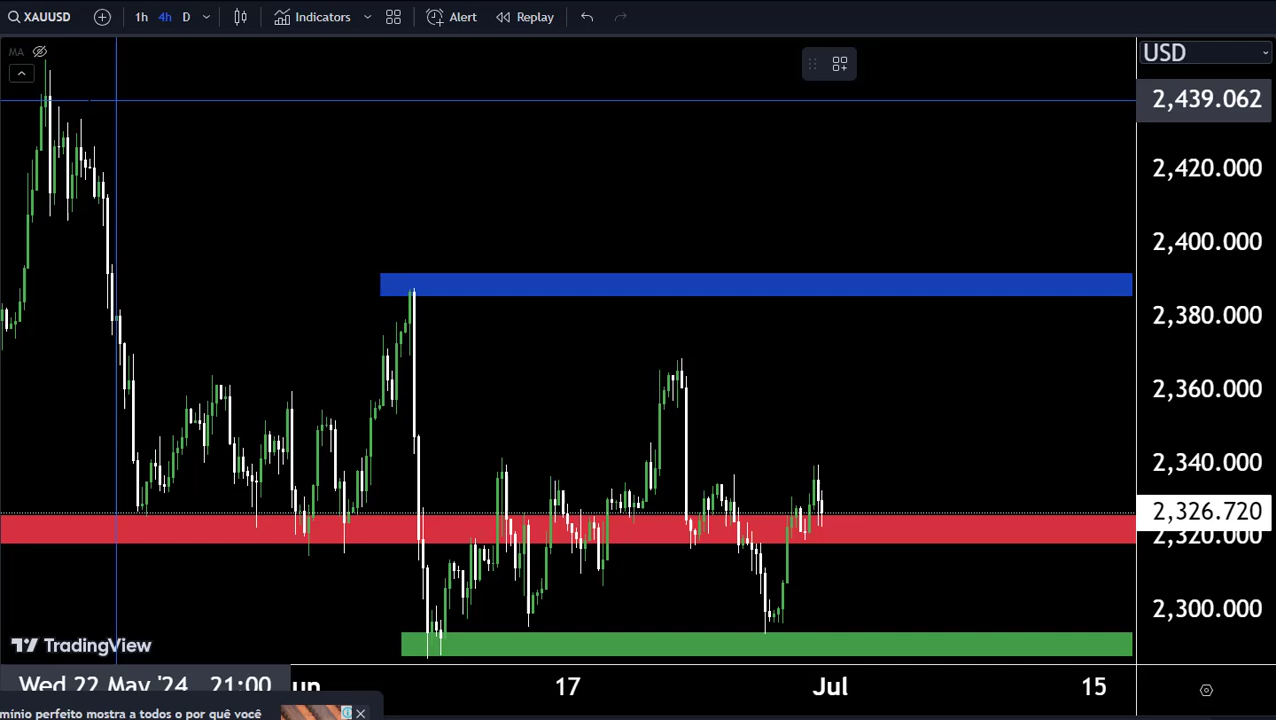 XAUUSD 1h 4h D Indicators Alert Replay
MA
USD
2,439.062
2,420.000
2,400.000
2,380.000
2,360.000
2,340.000
2,326.720
2,320.000
2,300.000
TradingView
Wed 22 May '24 21:00 un 17 Jul 15
mínio perfeito mostra a todos o por quê você